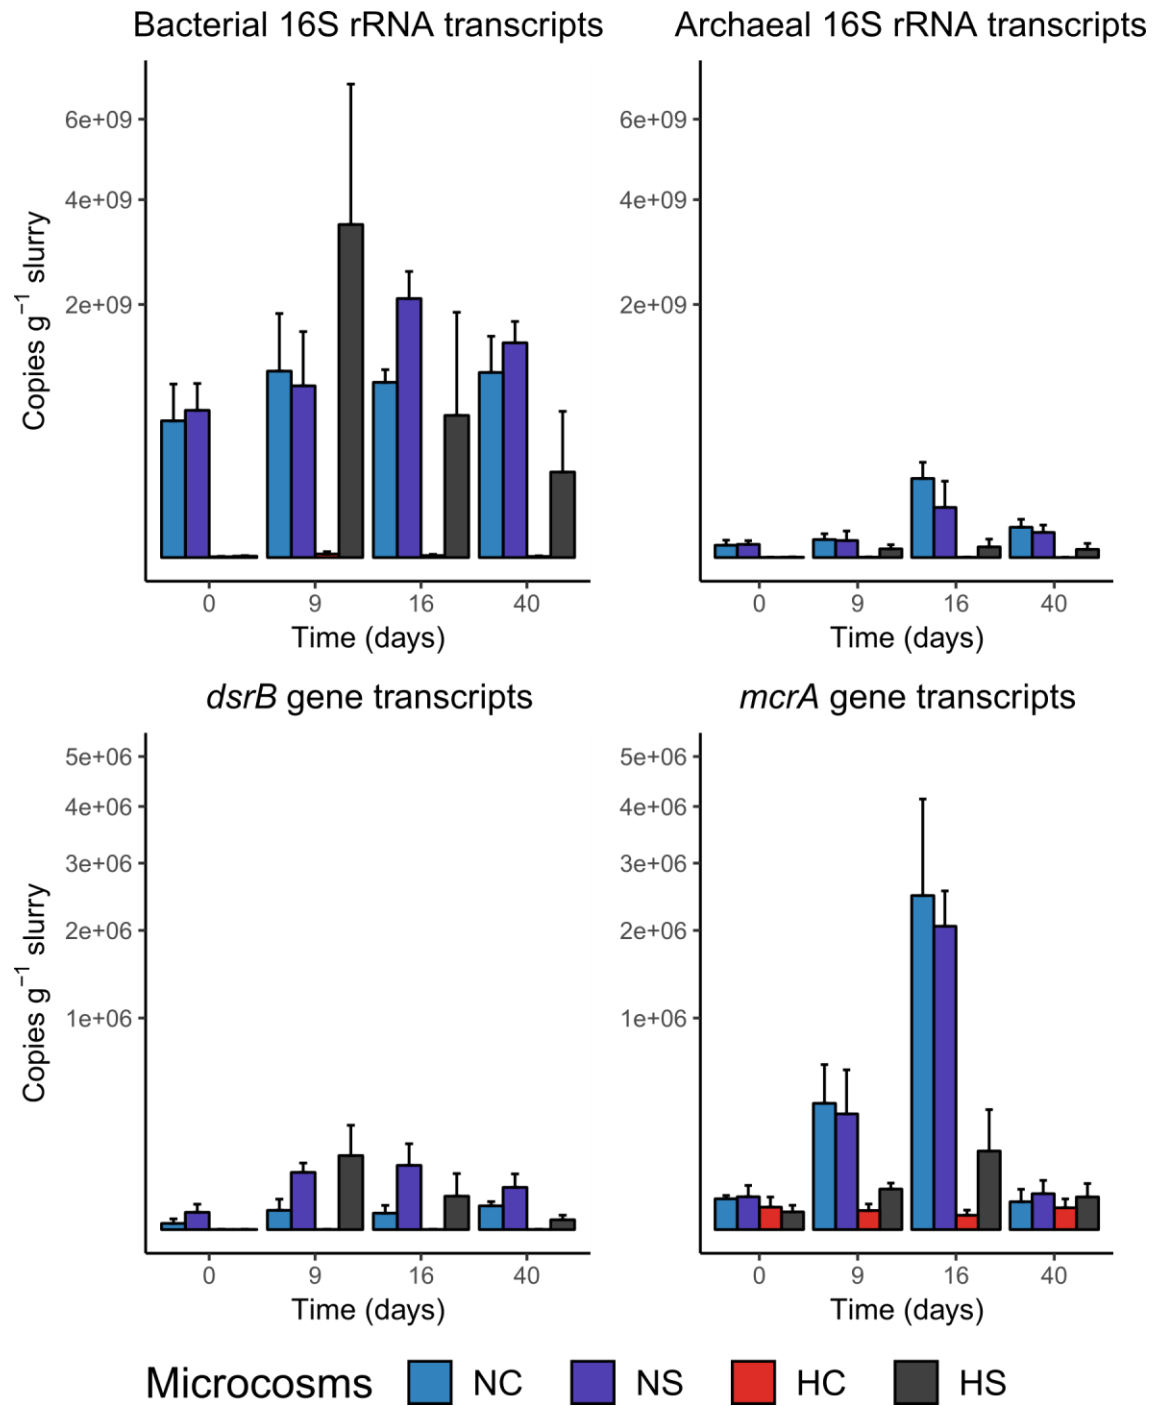 Bacterial 16S rRNA transcripts
Archaeal 16S rRNA transcripts
Copies g⁻¹ slurry
6e+09
4e+09
2e+09
6e+09
4e+09
2e+09
0 9 16 40
0 9 16 40
Time (days)
Time (days)
dsrB gene transcripts
mcrA gene transcripts
Copies g⁻¹ slurry
5e+06
4e+06
3e+06
2e+06
1e+06
5e+06
4e+06
3e+06
2e+06
1e+06
0 9 16 40
0 9 16 40
Time (days)
Time (days)
Microcosms NC NS HC HS